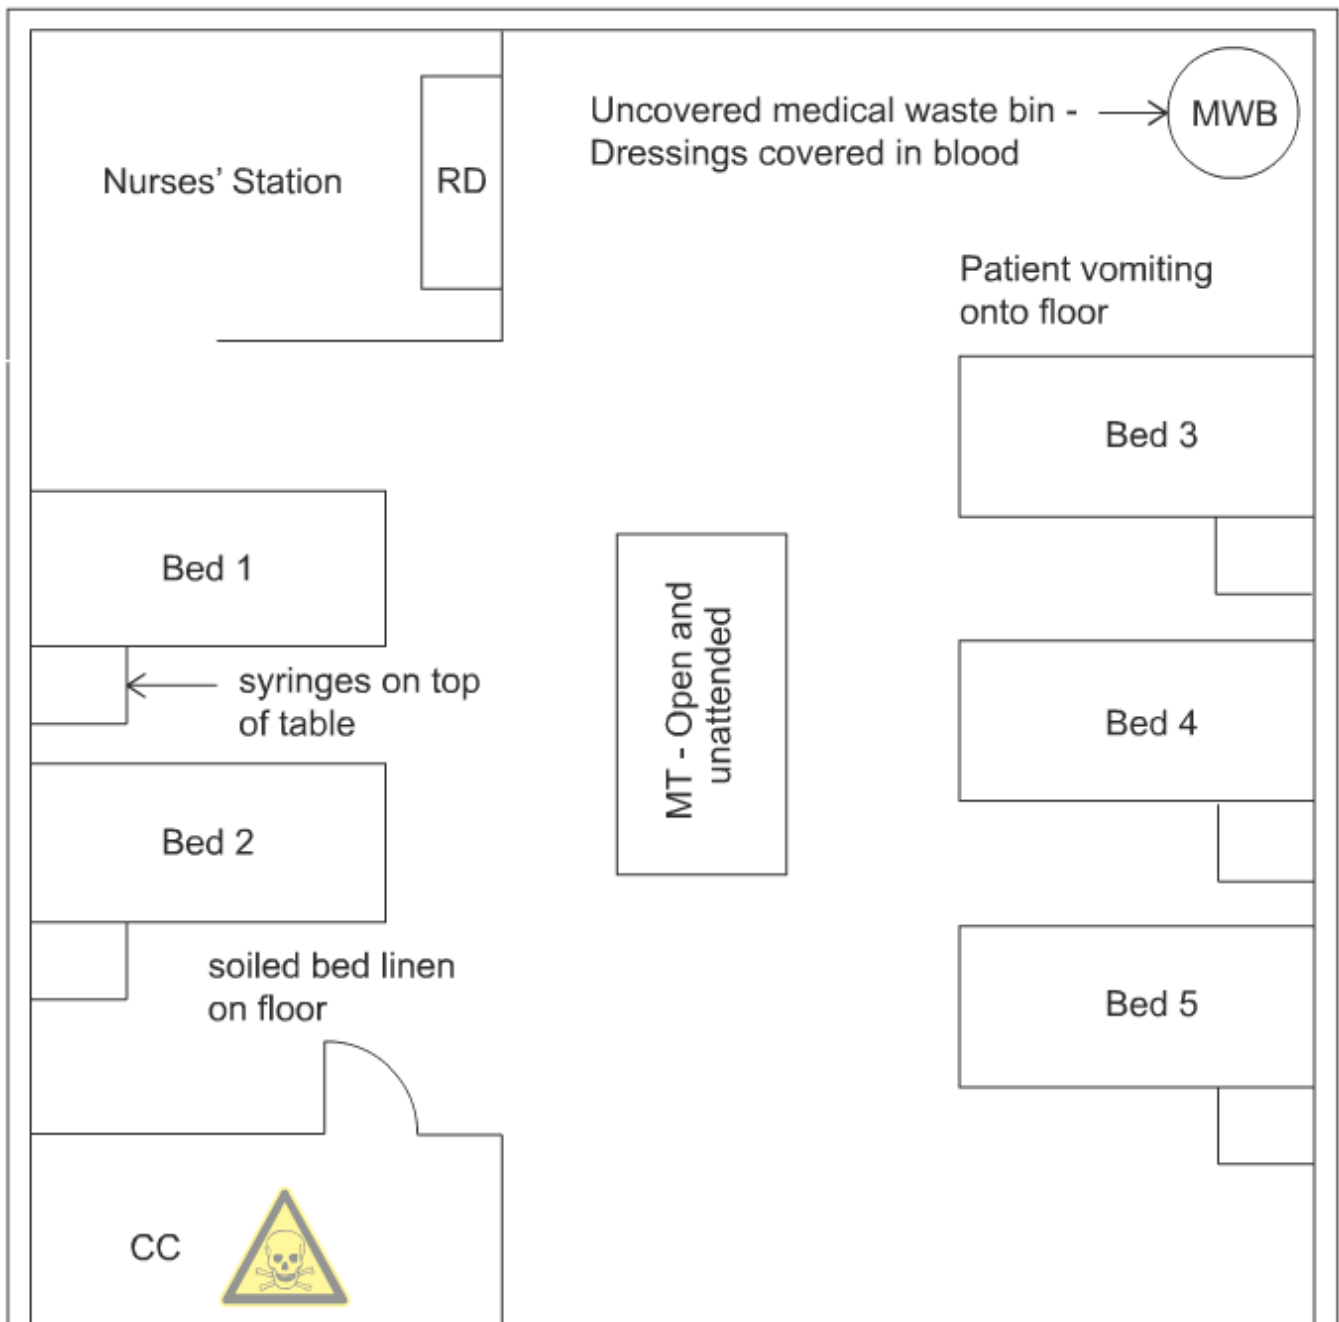 Uncovered medical waste bin -
Dressings covered in blood
MWB
Nurses’ Station
RD
Patient vomiting
onto floor
Bed 3
Bed 1
MT - Open and
unattended
syringes on top
of table
Bed 4
Bed 2
soiled bed linen
on floor
Bed 5
CC